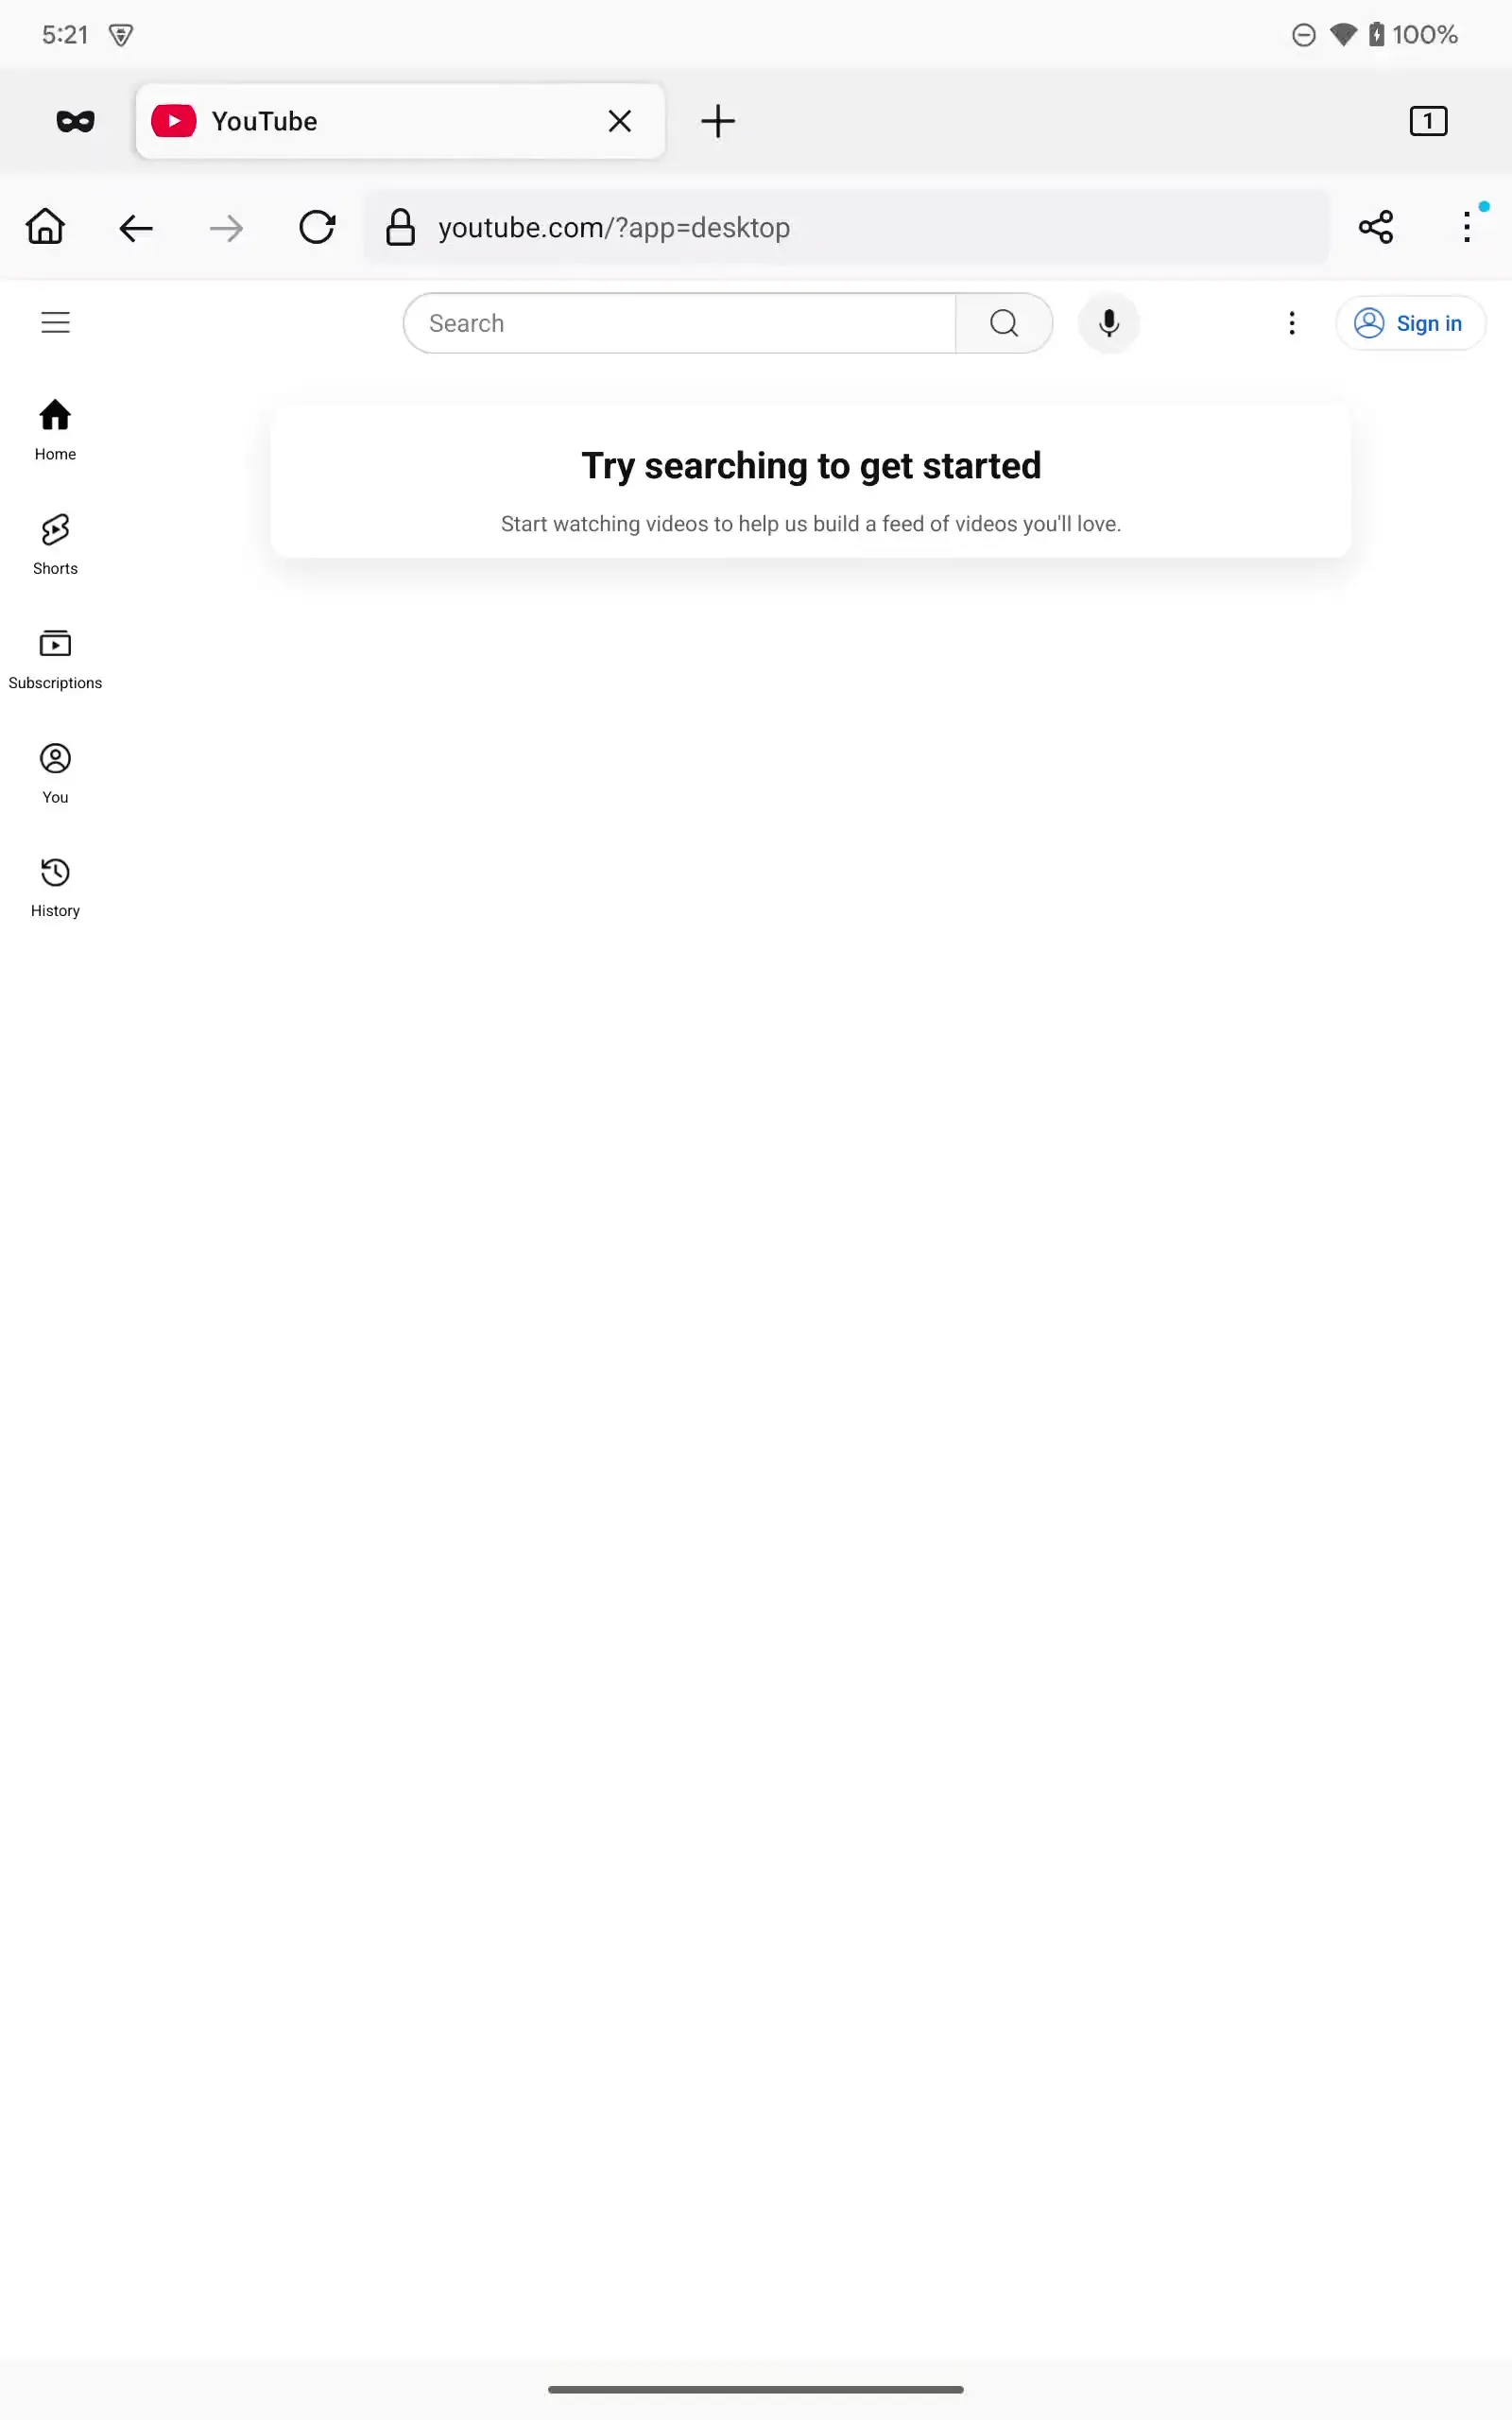 5:21
100%
YouTube
1
youtube.com/?app=desktop
Search
Sign in
Home
Try searching to get started
Start watching videos to help us build a feed of videos you'll love.
Shorts
Subscriptions
You
History